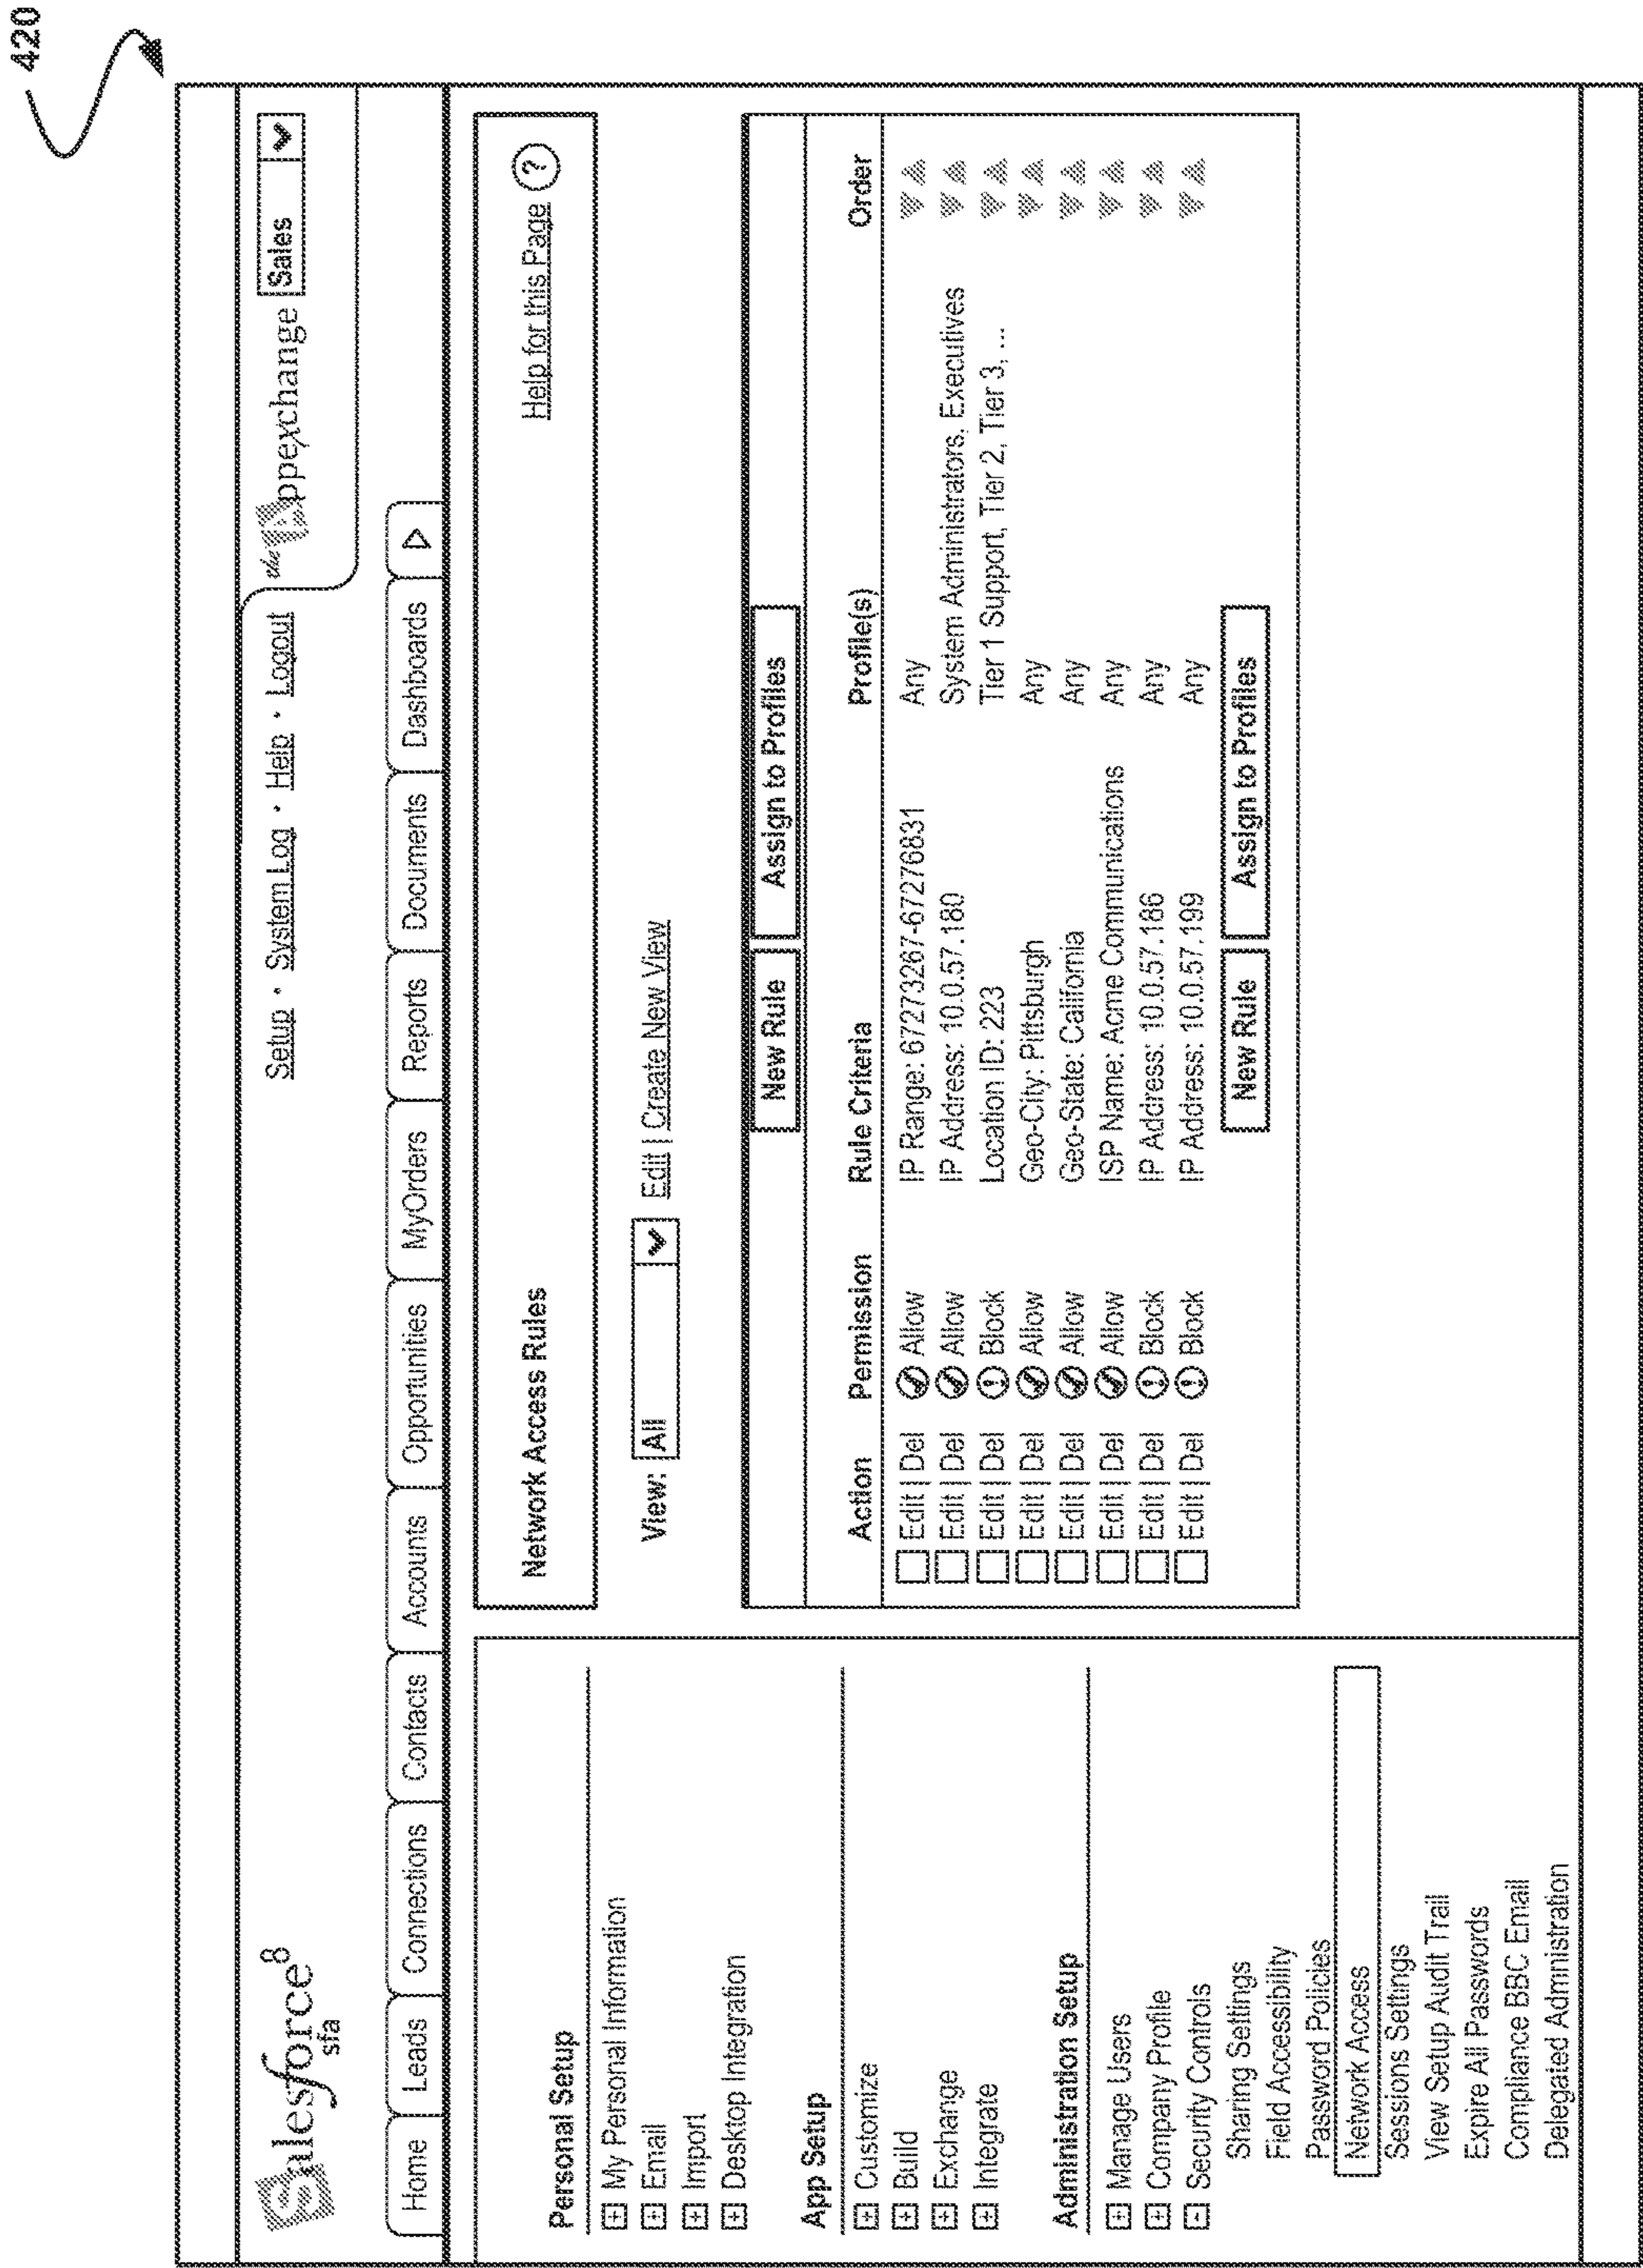 420
Salesforce8
sfa
Setup · System Log · Help · Logout
the Appexchange Sales
Home Leads Connections Contacts Accounts Opportunities MyOrders Reports Documents Dashboards
Personal Setup
My Personal Information
Email
Import
Desktop Integration
App Setup
Customize
Build
Exchange
Integrate
Administration Setup
Manage Users
Company Profile
Security Controls
Sharing Settings
Field Accessibility
Password Policies
Network Access
Sessions Settings
View Setup Audit Trail
Expire All Passwords
Compliance BBC Email
Delegated Admnistration
Network Access Rules Help for this Page ?
View: All Edit | Create New View
New Rule Assign to Profiles
Action Permission Rule Criteria Profile(s) Order
Edit | Del Allow IP Range: 67273267-67276831 Any
Edit | Del Allow IP Address: 10.0.57.180 System Administrators, Executives
Edit | Del Block Location ID: 223 Tier 1 Support, Tier 2, Tier 3, ...
Edit | Del Allow Geo-City: Pittsburgh Any
Edit | Del Allow Geo-State: California Any
Edit | Del Allow ISP Name: Acme Communications Any
Edit | Del Block IP Address: 10.0.57.186 Any
Edit | Del Block IP Address: 10.0.57.199 Any
New Rule Assign to Profiles